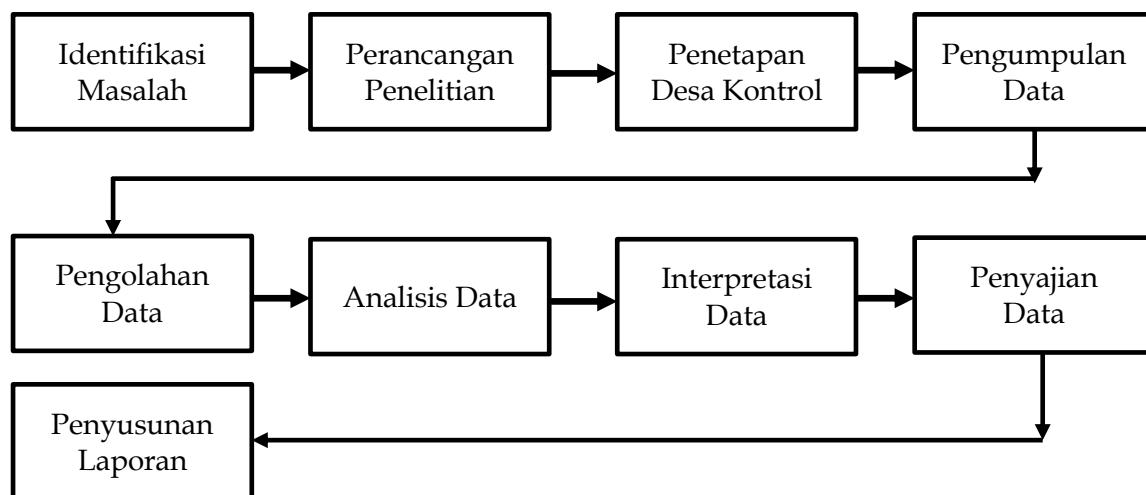 Identifikasi
Masalah
Perancangan
Penelitian
Penetapan
Desa Kontrol
Pengumpulan
Data
Pengolahan
Data
Analisis Data
Interpretasi
Data
Penyajian
Data
Penyusunan
Laporan